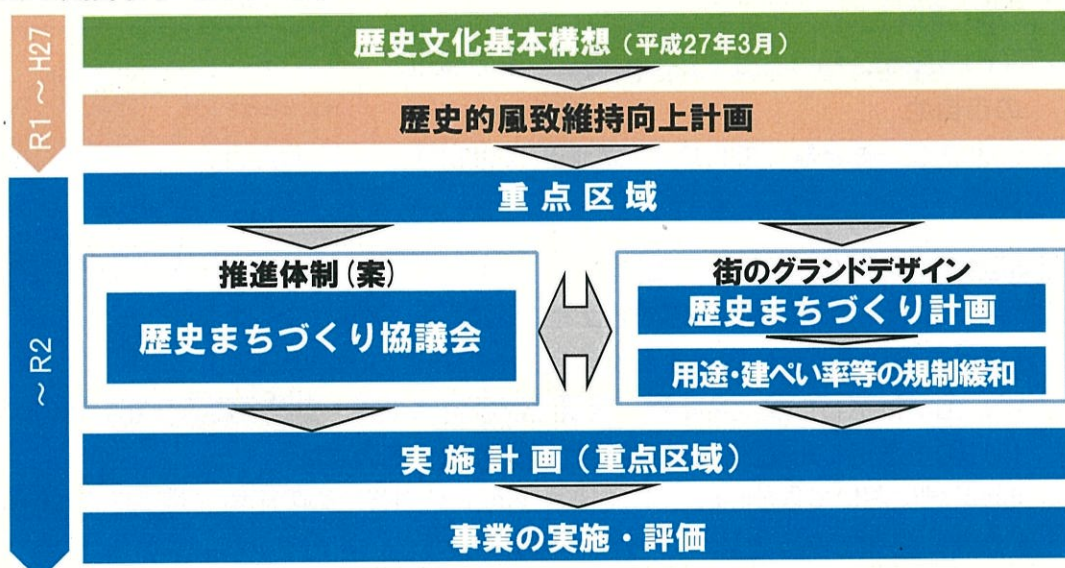 R1 ～ H27
歴史文化基本構想（平成27年3月）
歴史的風致維持向上計画
～ R2
重点区域
推進体制（案）
歴史まちづくり協議会
街のグランドデザイン
歴史まちづくり計画
用途・建ぺい率等の規制緩和
実施計画（重点区域）
事業の実施・評価